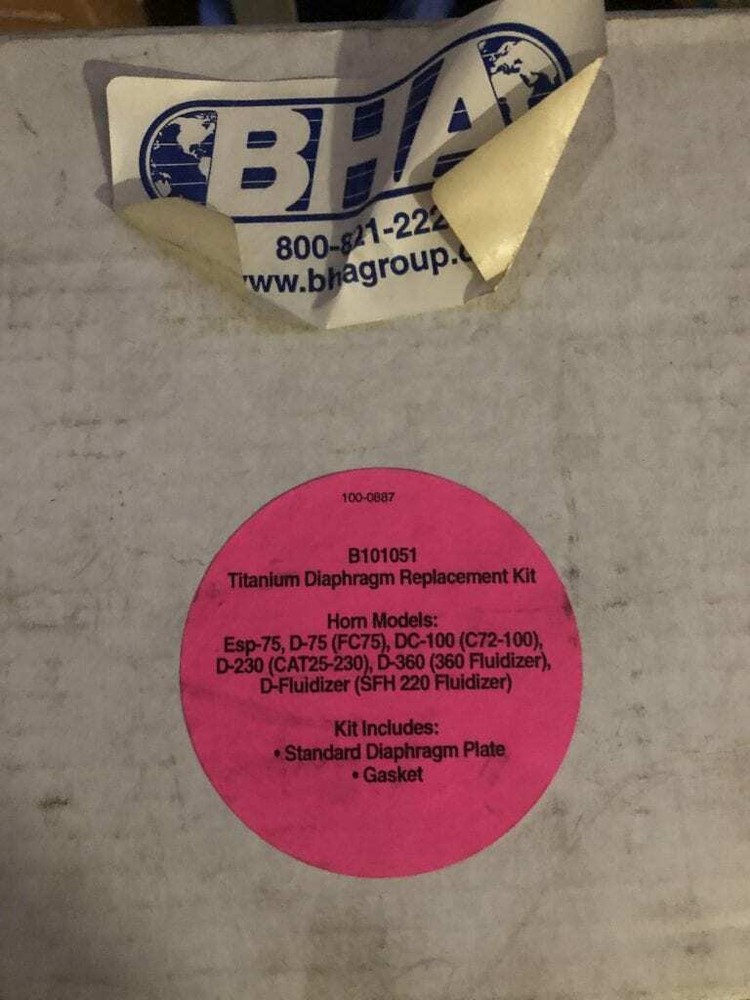 BHA
800-821-222
www.bhagroup.
100-0887
B101051
Titanium Diaphragm Replacement Kit
Horn Models:
Esp-75, D-75 (FC75), DC-100 (C72-100),
D-230 (CAT25-230), D-360 (360 Fluidizer),
D-Fluidizer (SFH 220 Fluidizer)
Kit Includes:
• Standard Diaphragm Plate
• Gasket